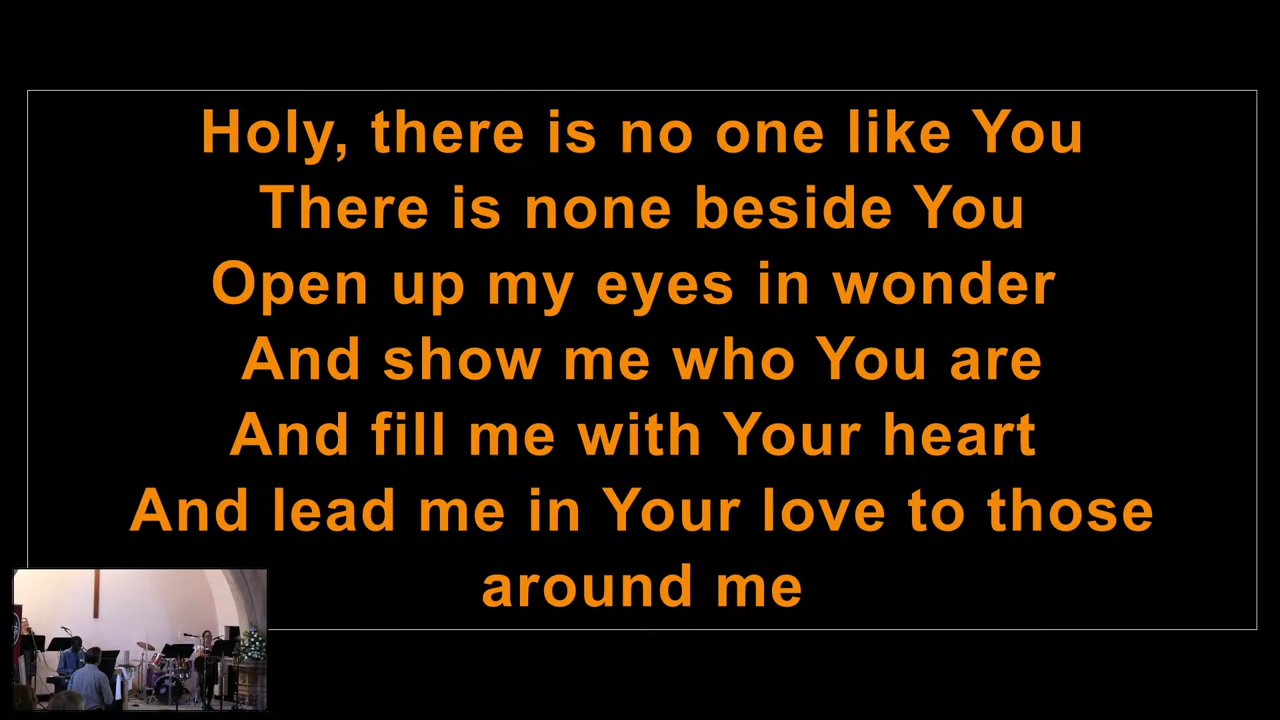 Holy, there is no one like You
There is none beside You
Open up my eyes in wonder
And show me who You are
And fill me with Your heart
And lead me in Your love to those
around me